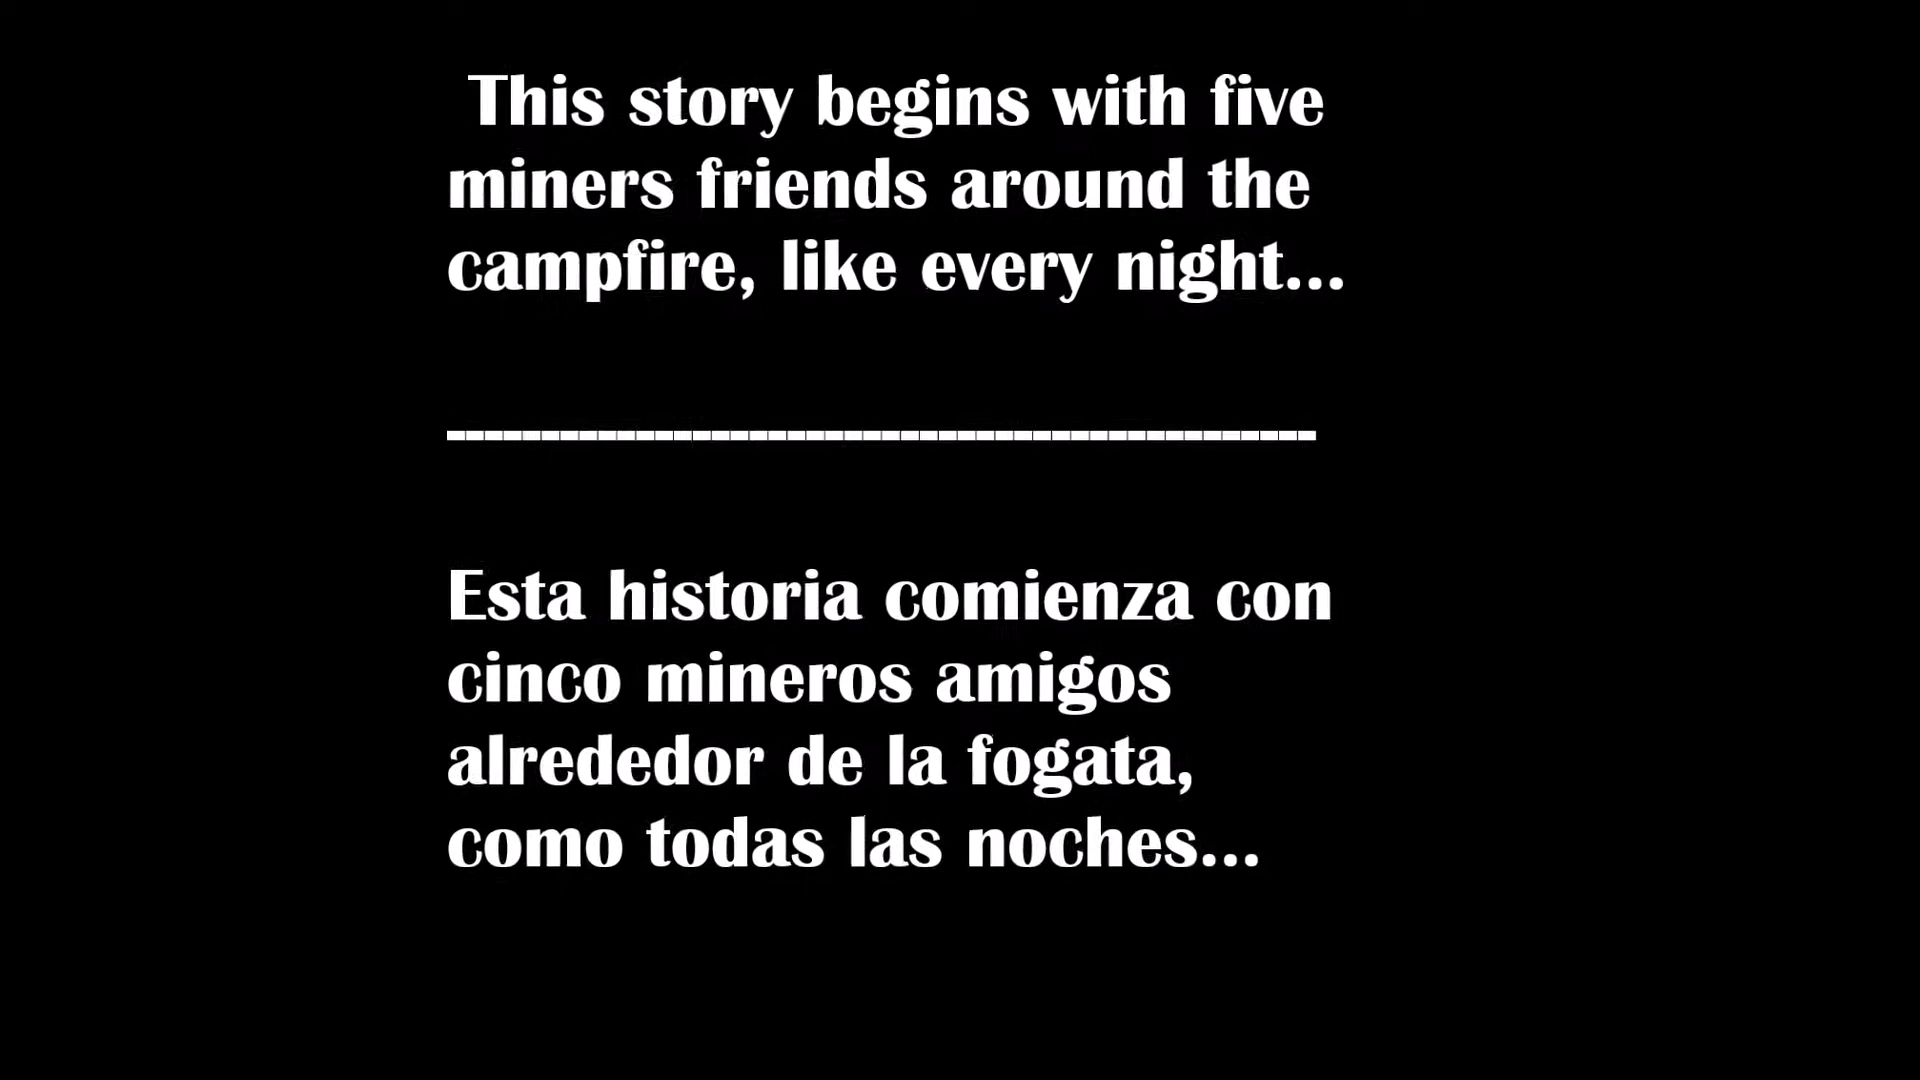 This story begins with five
miners friends around the
campfire, like every night...
----------------------------------------------
Esta historia comienza con
cinco mineros amigos
alrededor de la fogata,
como todas las noches...